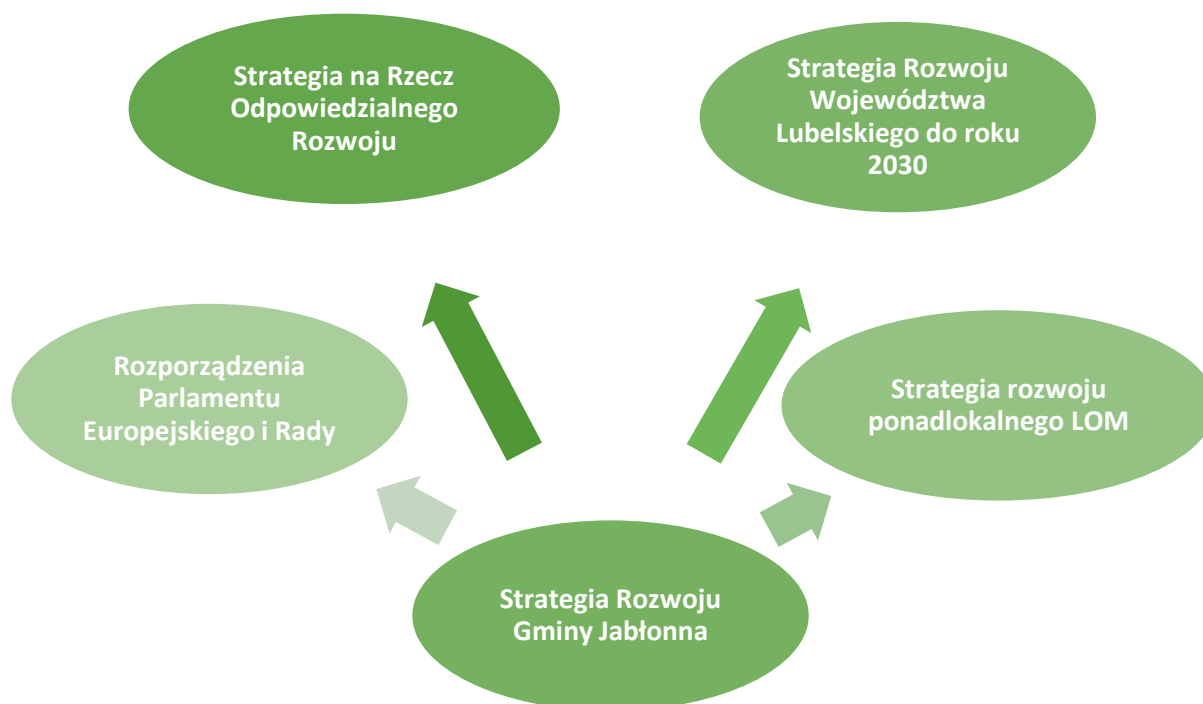 Strategia na Rzecz
Odpowiedzialnego
Rozwoju
Strategia Rozwoju
Województwa
Lubelskiego do roku
2030
Rozporządzenia
Parlamentu
Europejskiego i Rady
Strategia rozwoju
ponadlokalnego LOM
Strategia Rozwoju
Gminy Jabłonna